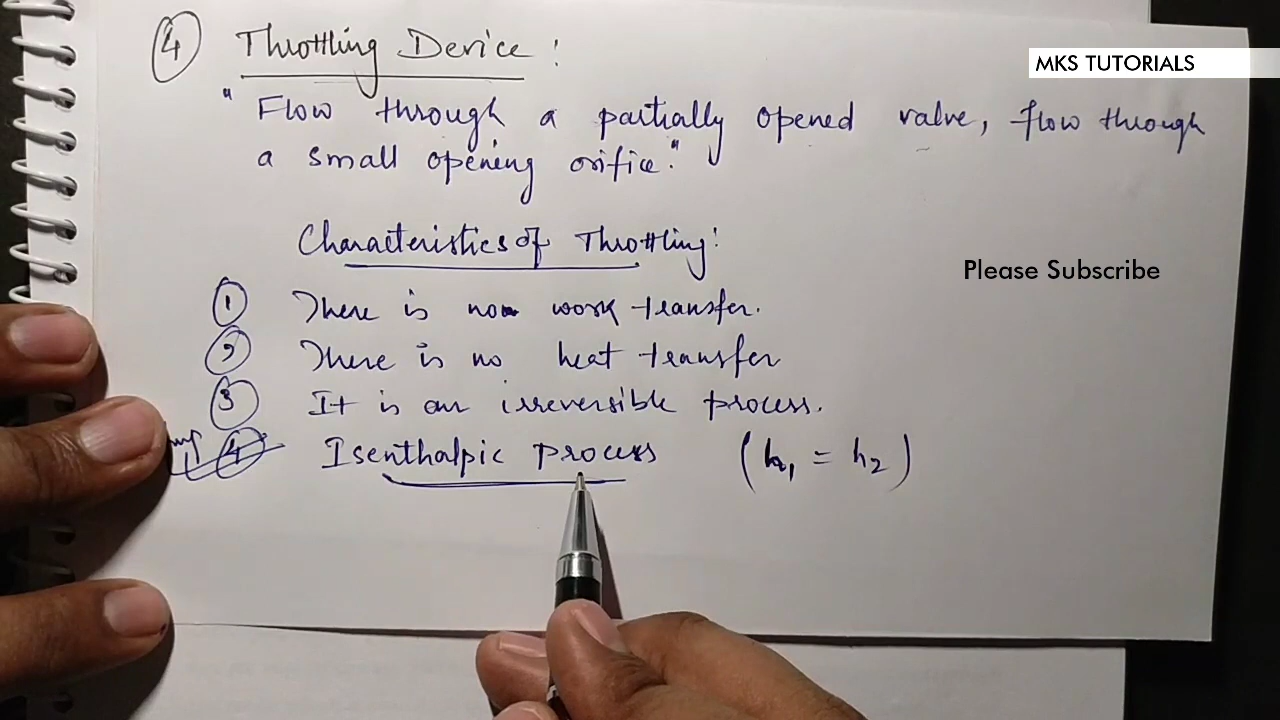 ④ Throttling Device :
MKS TUTORIALS
" Flow through a partially opened valve, flow through
a small opening orifice."
Characteristics of Throttling:
Please Subscribe
① There is no work transfer.
② There is no heat transfer
③ It is an irreversible process.
④ Isenthalpic process (h₁ = h₂)